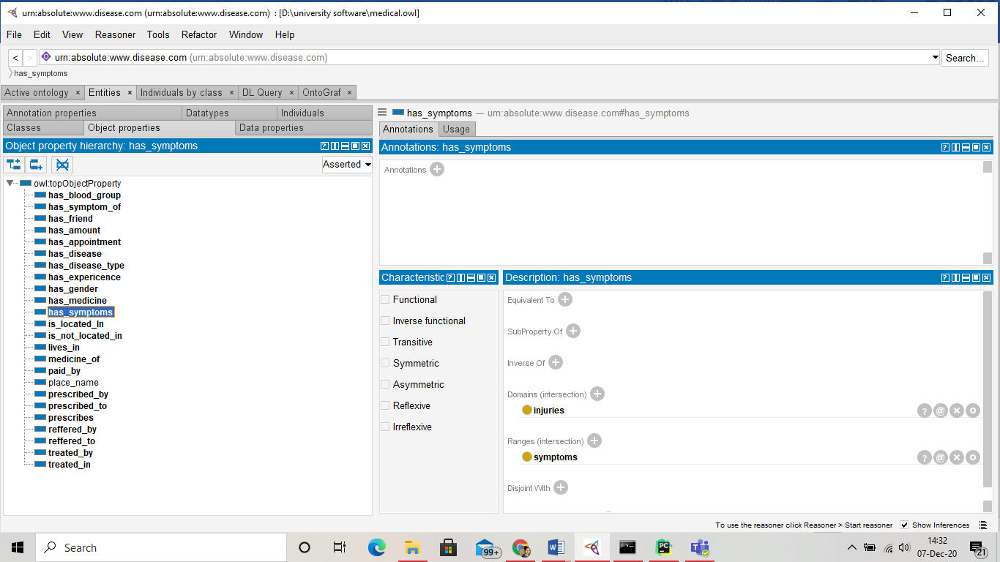 urn:absolute:www.disease.com (urn:absolute:www.disease.com)  : [D:\university software\medical.owl]
File Edit View Reasoner Tools Refactor Window Help
< > urn:absolute:www.disease.com (urn:absolute:www.disease.com) Search...
has_symptoms
Active ontology × Entities × Individuals by class × DL Query × OntoGraf ×
Annotation properties Datatypes Individuals
Classes Object properties Data properties
Object property hierarchy: has_symptoms
Asserted
owl:topObjectProperty
has_blood_group
has_symptom_of
has_friend
has_amount
has_appointment
has_disease
has_disease_type
has_expericence
has_gender
has_medicine
has_symptoms
is_located_In
is_not_located_in
lives_in
medicine_of
paid_by
place_name
prescribed_by
prescribed_to
prescribes
reffered_by
reffered_to
treated_by
treated_in
has_symptoms — urn:absolute:www.disease.com#has_symptoms
Annotations Usage
Annotations: has_symptoms
Annotations
Characteristic
Functional
Inverse functional
Transitive
Symmetric
Asymmetric
Reflexive
Irreflexive
Description: has_symptoms
Equivalent To
SubProperty Of
Inverse Of
Domains (intersection)
injuries
Ranges (intersection)
symptoms
Disjoint With
To use the reasoner click Reasoner > Start reasoner Show Inferences
Search
99+
PC
14:32
07-Dec-20
21